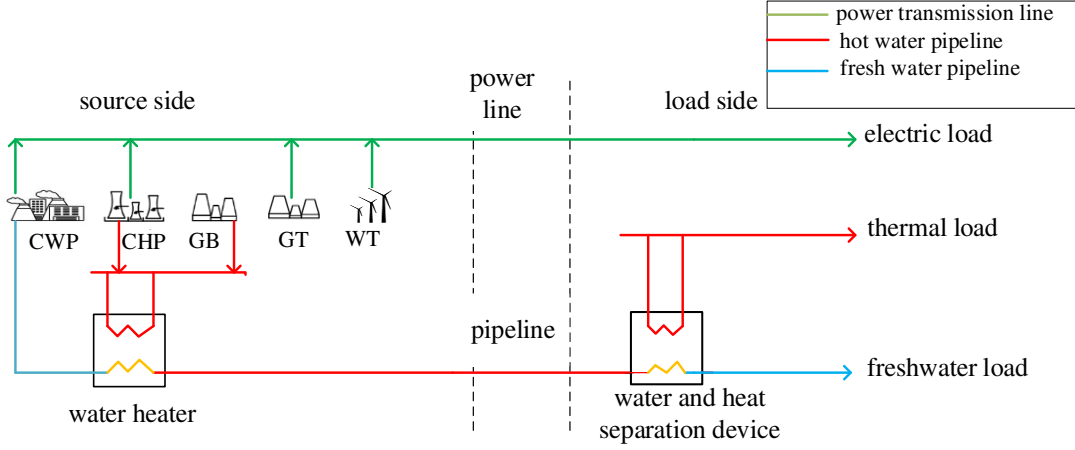 power transmission line
hot water pipeline
fresh water pipeline
source side
power
line
load side
electric load
CWP
CHP
GB
GT
WT
thermal load
pipeline
freshwater load
water heater
water and heat
separation device